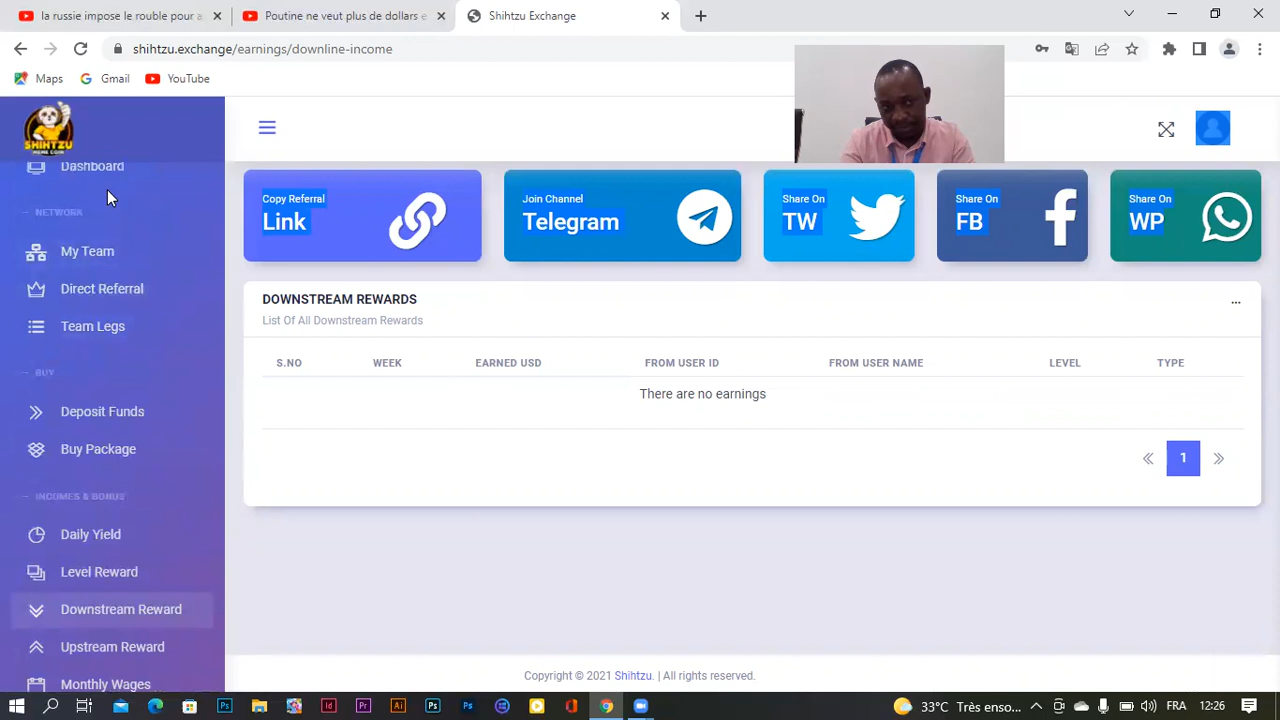 la russie impose le rouble pour a
Poutine ne veut plus de dollars e
Shihtzu Exchange
shihtzu.exchange/earnings/downline-income
Maps
Gmail
YouTube
SHIHTZU
MEME COIN
Dashboard
NETWORK
My Team
Direct Referral
Team Legs
BUY
Deposit Funds
Buy Package
INCOMES & BONUS
Daily Yield
Level Reward
Downstream Reward
Upstream Reward
Monthly Wages
Copy Referral
Link
Join Channel
Telegram
Share On
TW
Share On
FB
Share On
WP
DOWNSTREAM REWARDS
List Of All Downstream Rewards
S.NO WEEK EARNED USD FROM USER ID FROM USER NAME LEVEL TYPE
There are no earnings
1
Copyright © 2021 Shihtzu. | All rights reserved.
33°C Très enso...
FRA
12:26